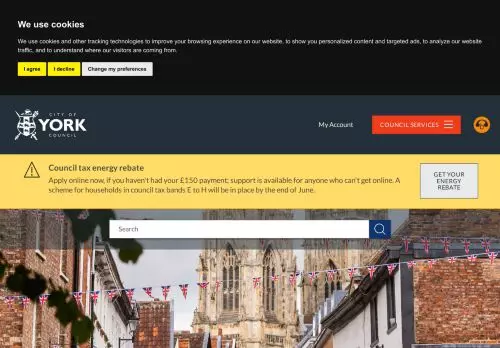 We use cookies
We use cookies and other tracking technologies to improve your browsing experience on our website, to show you personalized content and targeted ads, to analyze our website
traffic, and to understand where our visitors are coming from.
I agree
I decline
Change my preferences
CITY OF
YORK
COUNCIL
My Account
COUNCIL SERVICES
Council tax energy rebate
Apply online now, if you haven't had your £150 payment; support is available for anyone who can't get online. A
scheme for households in council tax bands E to H will be in place by the end of June.
GET YOUR
ENERGY
REBATE
Search